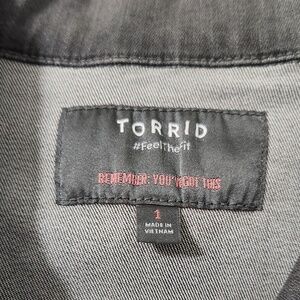 TORRID
#FeelTheFit
REMEMBER: YOU'VE GOT THIS
1
MADE IN
VIETNAM